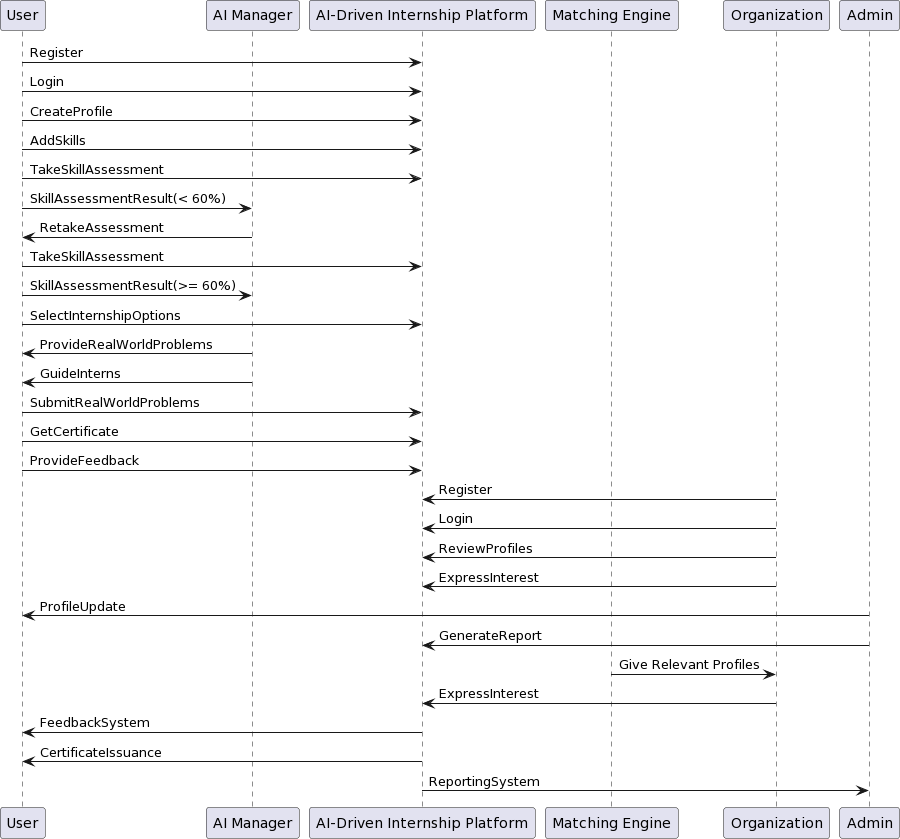 User AI Manager AI-Driven Internship Platform Matching Engine Organization Admin
Register
Login
CreateProfile
AddSkills
TakeSkillAssessment
SkillAssessmentResult(< 60%)
RetakeAssessment
TakeSkillAssessment
SkillAssessmentResult(>= 60%)
SelectInternshipOptions
ProvideRealWorldProblems
GuideInterns
SubmitRealWorldProblems
GetCertificate
ProvideFeedback
Register
Login
ReviewProfiles
ExpressInterest
ProfileUpdate
GenerateReport
Give Relevant Profiles
ExpressInterest
FeedbackSystem
CertificateIssuance
ReportingSystem
User AI Manager AI-Driven Internship Platform Matching Engine Organization Admin